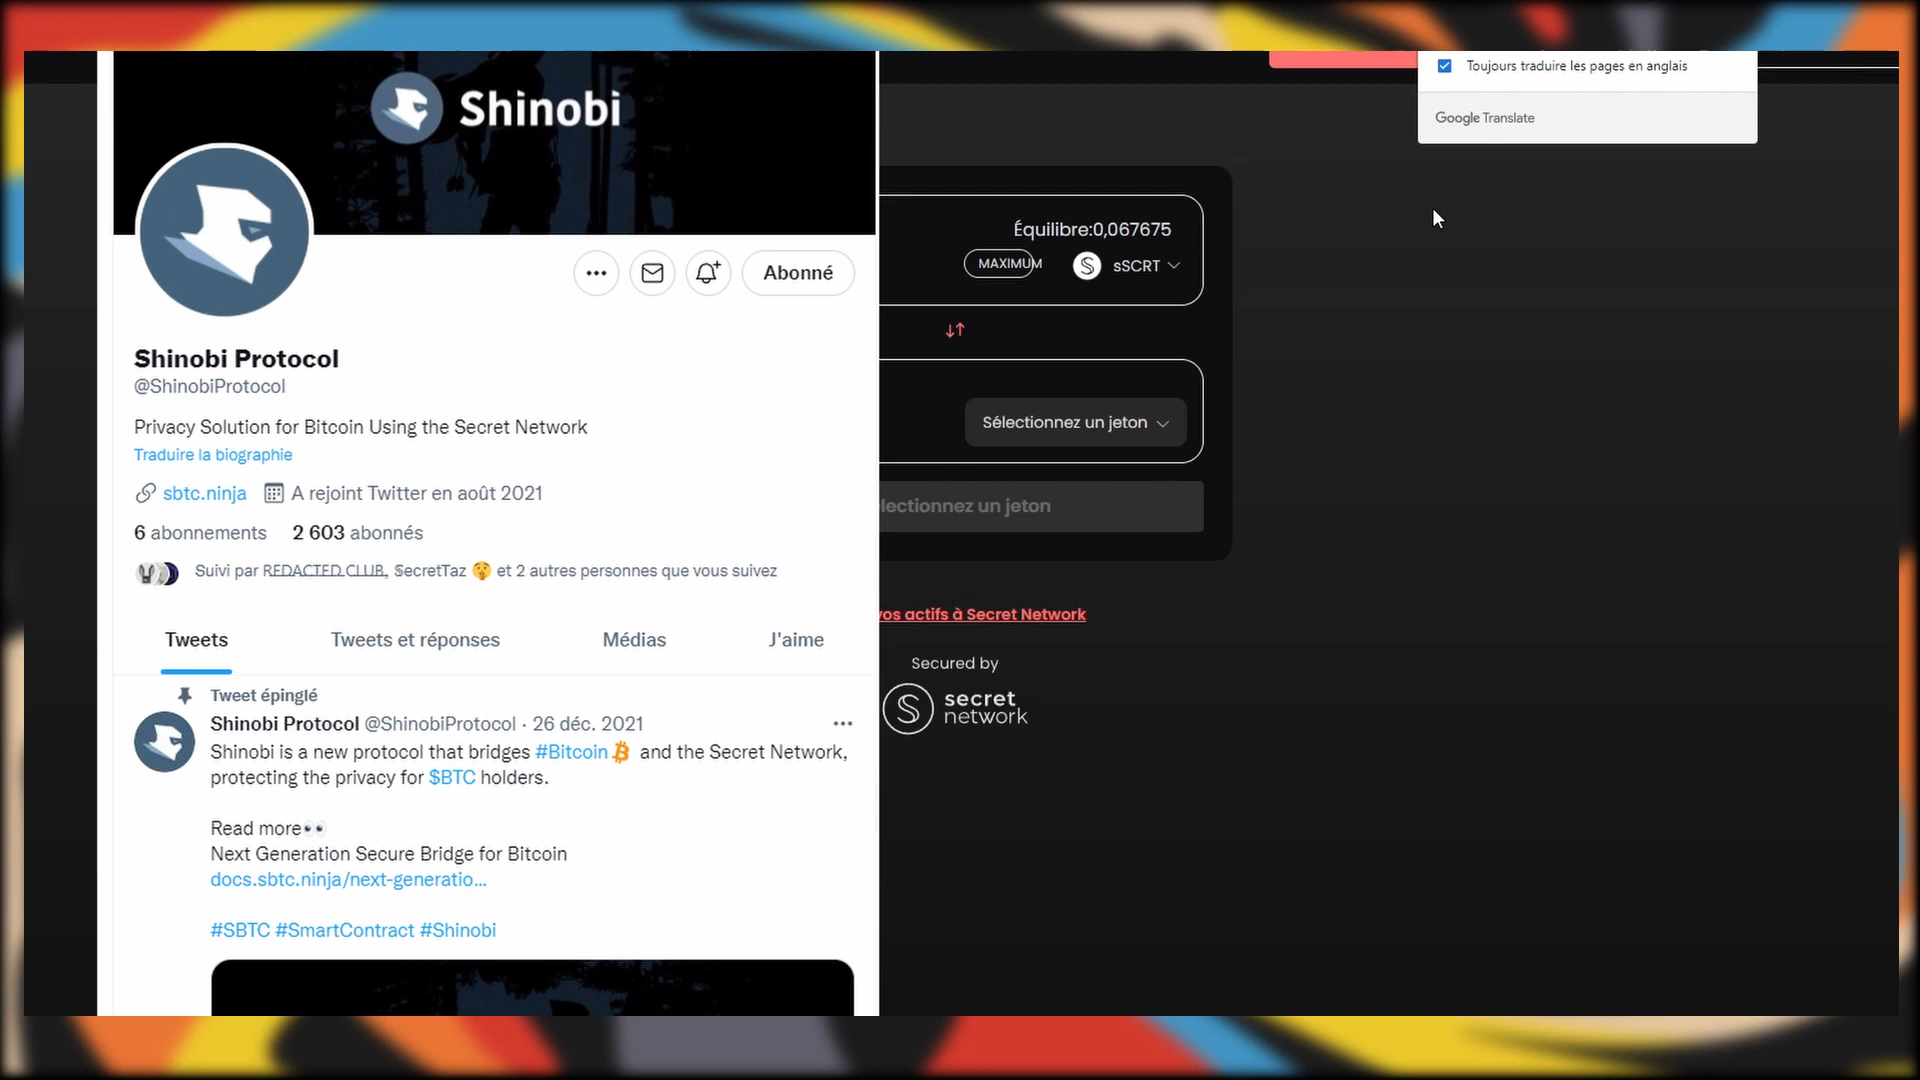 Shinobi
Abonné
Shinobi Protocol
@ShinobiProtocol
Privacy Solution for Bitcoin Using the Secret Network
Traduire la biographie
sbtc.ninja A rejoint Twitter en août 2021
6 abonnements 2 603 abonnés
Suivi par REDACTED CLUB, SecretTaz 🤫 et 2 autres personnes que vous suivez
Tweets Tweets et réponses Médias J'aime
Tweet épinglé
Shinobi Protocol @ShinobiProtocol · 26 déc. 2021
Shinobi is a new protocol that bridges #Bitcoin and the Secret Network,
protecting the privacy for $BTC holders.
Read more👀
Next Generation Secure Bridge for Bitcoin
docs.sbtc.ninja/next-generatio...
#SBTC #SmartContract #Shinobi
Toujours traduire les pages en anglais
Google Translate
Équilibre:0,067675
MAXIMUM sSCRT
Sélectionnez un jeton
lectionnez un jeton
vos actifs à Secret Network
Secured by
secret
network